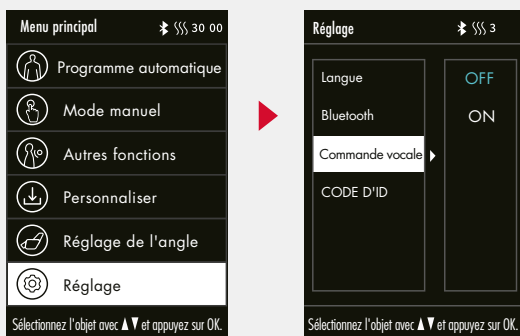 Menu principal 30 00
Programme automatique
Mode manuel
Autres fonctions
Personnaliser
Réglage de l'angle
Réglage
Sélectionnez l'objet avec ▲▼ et appuyez sur OK.
Réglage 3
Langue
Bluetooth
Commande vocale
CODE D'ID
OFF
ON
Sélectionnez l'objet avec ▲▼ et appuyez sur OK.